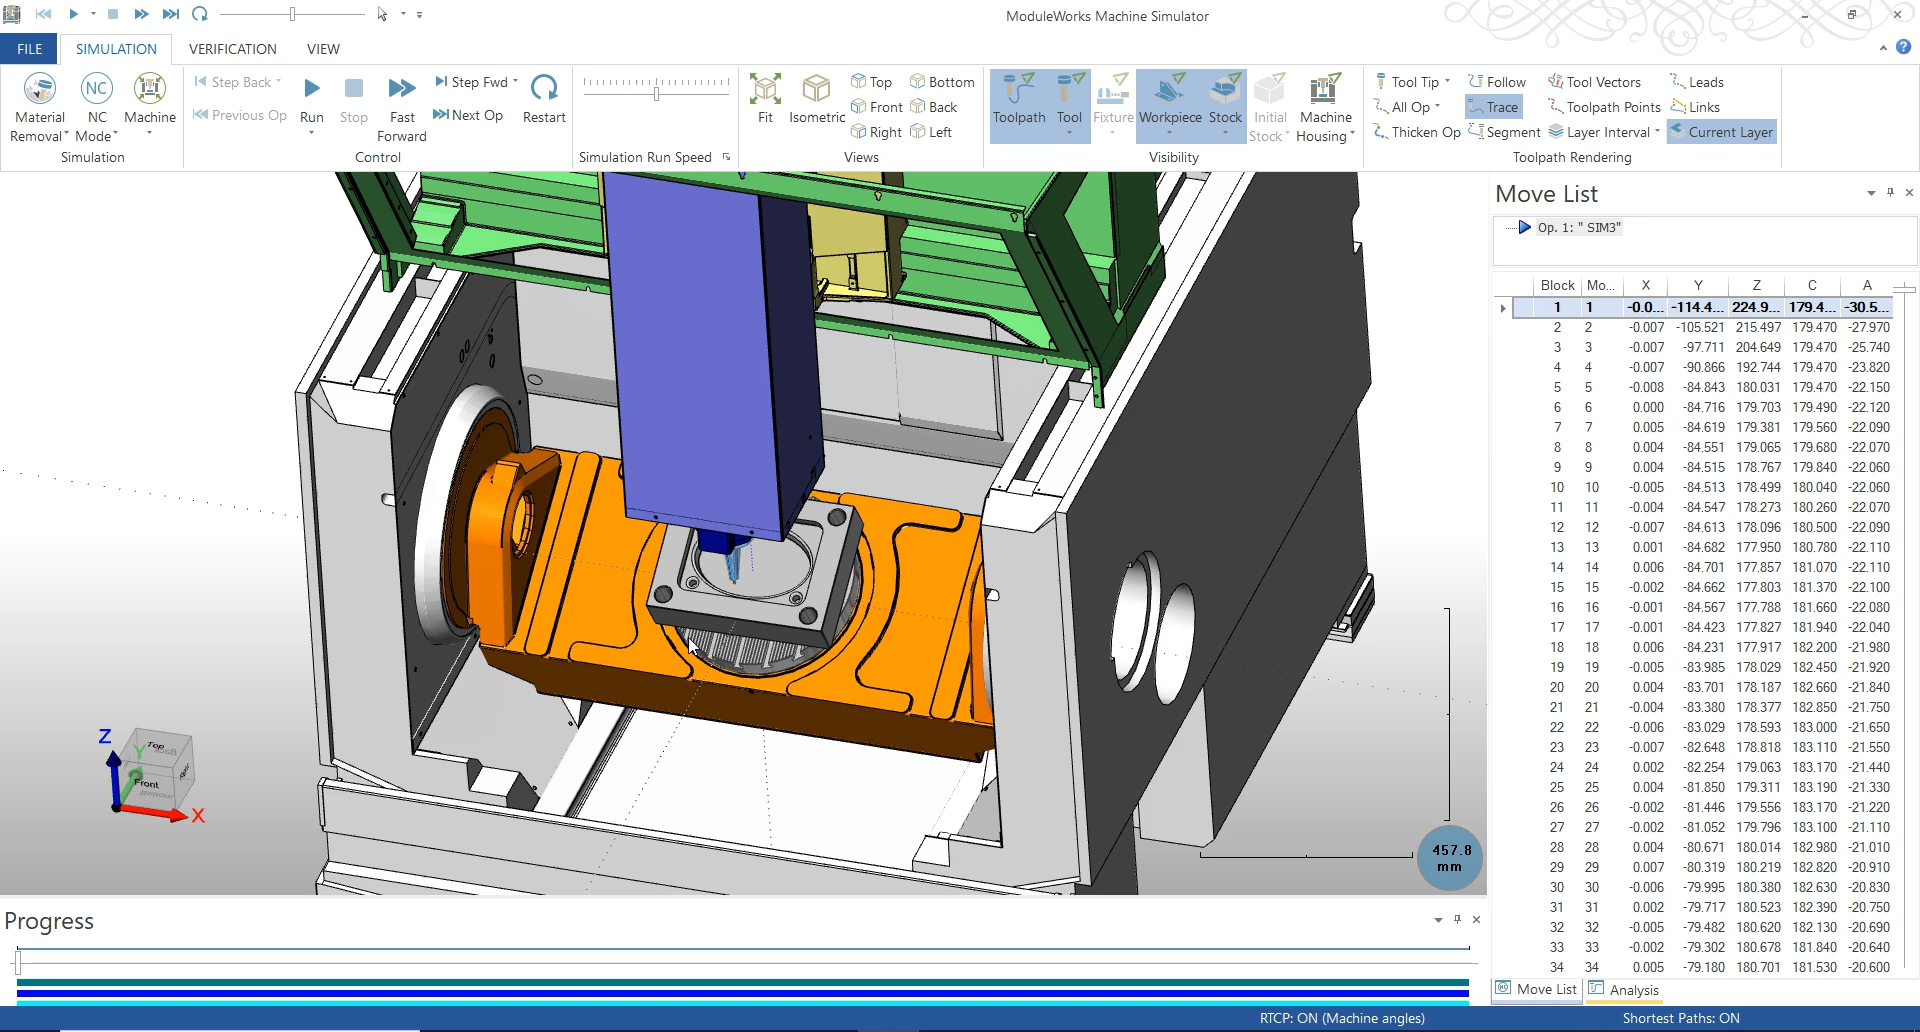 ModuleWorks Machine Simulator
FILE SIMULATION VERIFICATION VIEW
Material Removal
NC
NC Mode
Machine
Simulation
Step Back
Previous Op
Run
Stop
Fast Forward
Step Fwd
Next Op
Restart
Control
Simulation Run Speed
Fit
Isometric
Top
Front
Right
Bottom
Back
Left
Views
Toolpath
Tool
Fixture
Workpiece
Stock
Initial Stock
Machine Housing
Visibility
Tool Tip
All Op
Thicken Op
Follow
Trace
Segment
Tool Vectors
Toolpath Points
Layer Interval
Leads
Links
Current Layer
Toolpath Rendering
Z
Y
X
Top
Back
Front
457.8
mm
Move List
Op. 1: " SIM3"
Block Mo... X Y Z C A
1 1 -0.0... -114.4... 224.9... 179.4... -30.5...
2 2 -0.007 -105.521 215.497 179.470 -27.970
3 3 -0.007 -97.711 204.649 179.470 -25.740
4 4 -0.007 -90.866 192.744 179.470 -23.820
5 5 -0.008 -84.843 180.031 179.470 -22.150
6 6 0.000 -84.716 179.703 179.490 -22.120
7 7 0.005 -84.619 179.381 179.560 -22.090
8 8 0.004 -84.551 179.065 179.680 -22.070
9 9 0.004 -84.515 178.767 179.840 -22.060
10 10 -0.005 -84.513 178.499 180.040 -22.060
11 11 -0.004 -84.547 178.273 180.260 -22.070
12 12 -0.007 -84.613 178.096 180.500 -22.090
13 13 0.001 -84.682 177.950 180.780 -22.110
14 14 0.006 -84.701 177.857 181.070 -22.110
15 15 -0.002 -84.662 177.803 181.370 -22.100
16 16 -0.001 -84.567 177.788 181.660 -22.080
17 17 -0.001 -84.423 177.827 181.940 -22.040
18 18 0.006 -84.231 177.917 182.200 -21.980
19 19 -0.005 -83.985 178.029 182.450 -21.920
20 20 0.004 -83.701 178.187 182.660 -21.840
21 21 -0.004 -83.380 178.377 182.850 -21.750
22 22 -0.006 -83.029 178.593 183.000 -21.650
23 23 -0.007 -82.648 178.818 183.110 -21.550
24 24 0.002 -82.254 179.063 183.170 -21.440
25 25 0.004 -81.850 179.311 183.190 -21.330
26 26 -0.002 -81.446 179.556 183.170 -21.220
27 27 -0.002 -81.052 179.796 183.100 -21.110
28 28 0.004 -80.671 180.014 182.980 -21.010
29 29 0.007 -80.319 180.219 182.820 -20.910
30 30 -0.006 -79.995 180.380 182.630 -20.830
31 31 0.002 -79.717 180.523 182.390 -20.750
32 32 -0.005 -79.482 180.620 182.130 -20.690
33 33 -0.002 -79.302 180.678 181.840 -20.640
34 34 0.005 -79.180 180.701 181.530 -20.600
Move List Analysis
Progress
RTCP: ON (Machine angles) Shortest Paths: ON